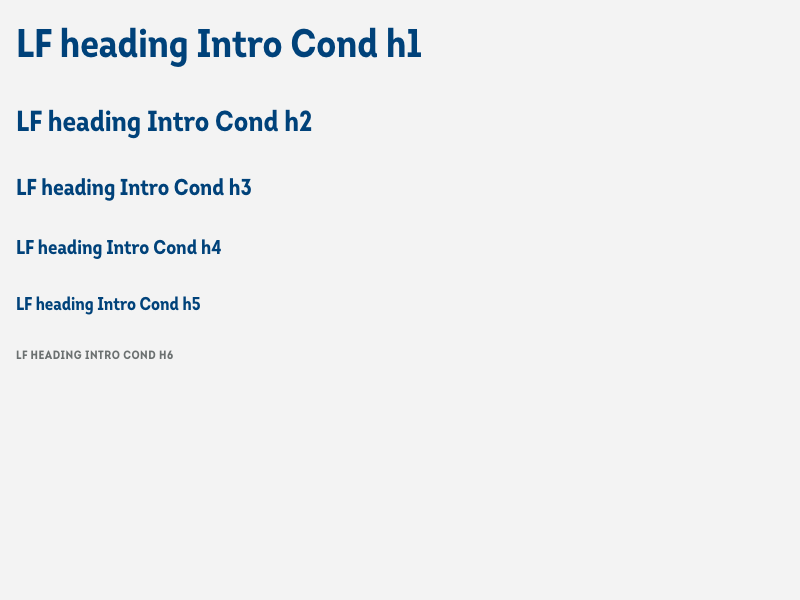 LF heading Intro Cond h1
LF heading Intro Cond h2
LF heading Intro Cond h3
LF heading Intro Cond h4
LF heading Intro Cond h5
LF HEADING INTRO COND H6